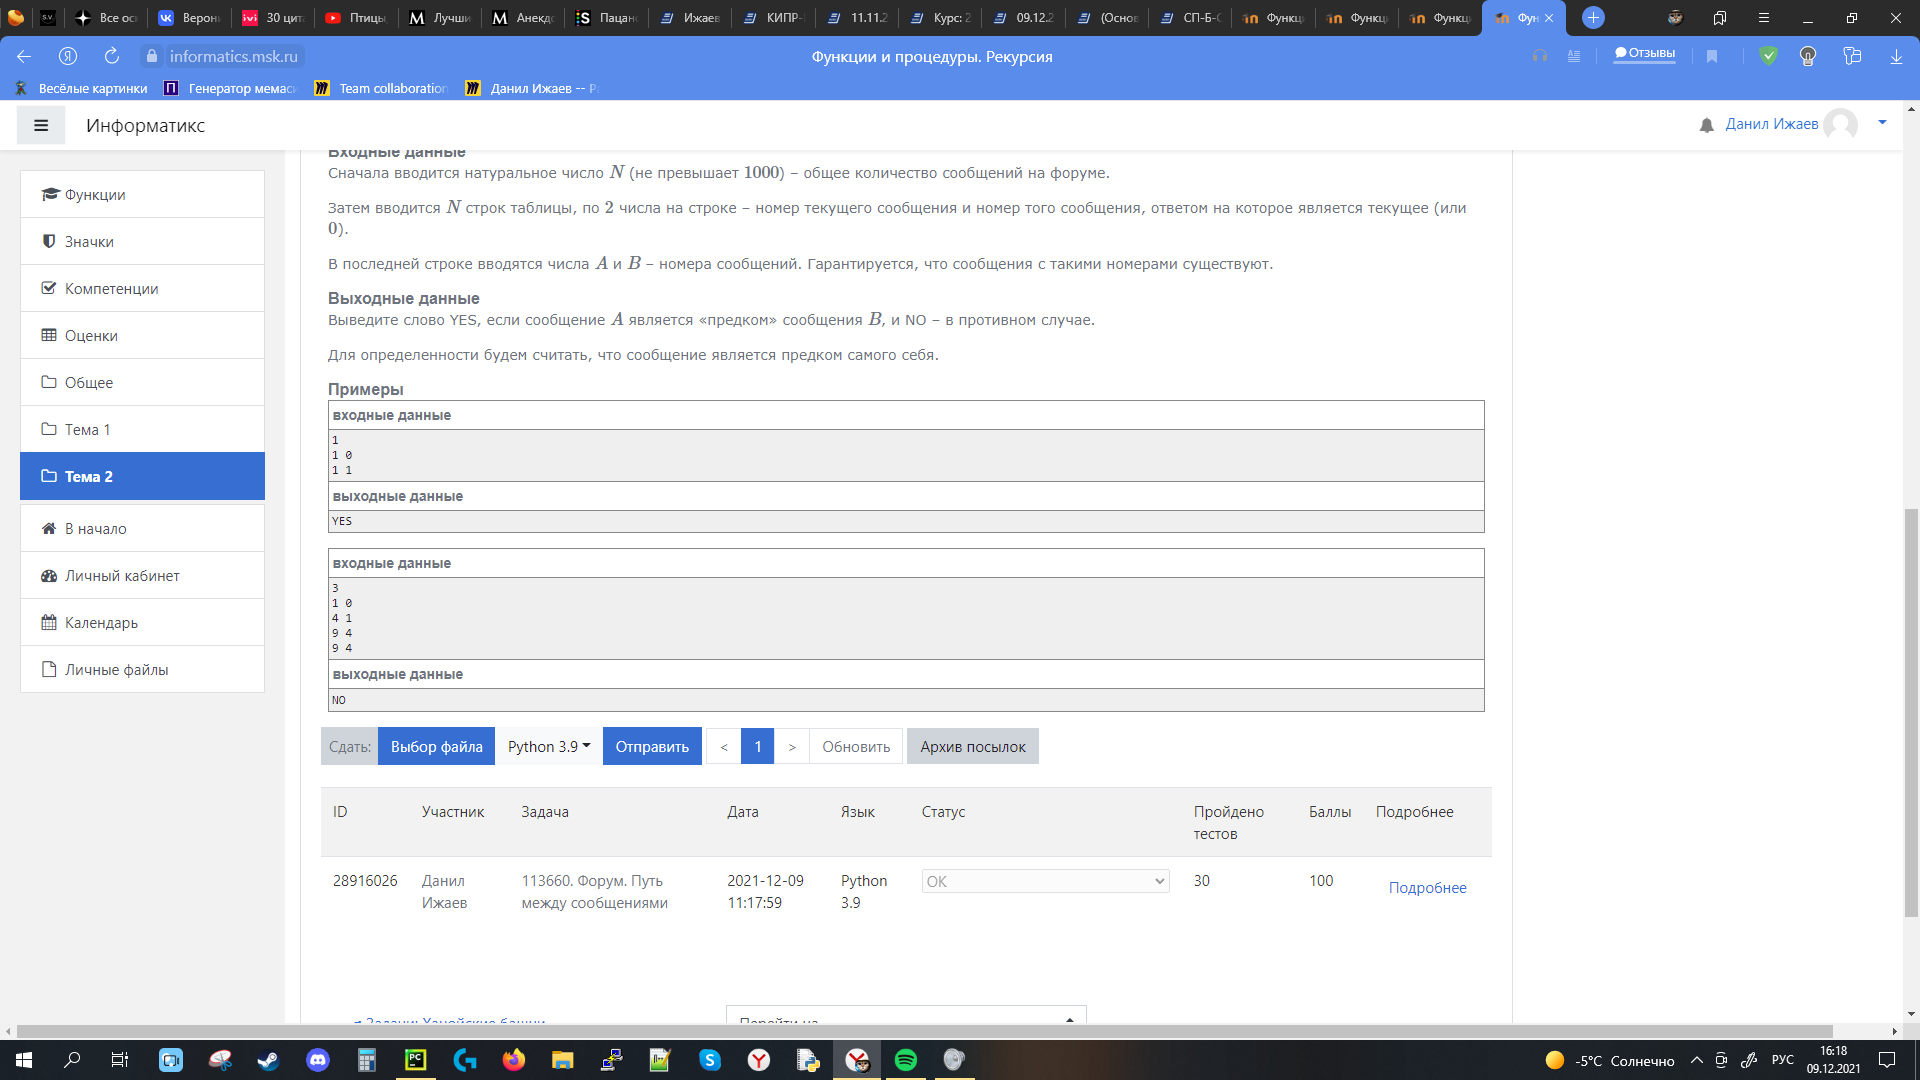 Все ос
Верони
30 цита
Птицы
Лучши
Анекд
Пацан
Ижаев
КИПР-
11.11.2
Курс: 2
09.12.2
(Основ
СП-Б-С
Функц
Функц
Функц
Фун
informatics.msk.ru
Функции и процедуры. Рекурсия
Отзывы
Весёлые картинки
Генератор мемаси
Team collaboration
Данил Ижаев -- P
Информатикс
Данил Ижаев
Функции
Значки
Компетенции
Оценки
Общее
Тема 1
Тема 2
В начало
Личный кабинет
Календарь
Личные файлы
Входные данные
Сначала вводится натуральное число N (не превышает 1000) – общее количество сообщений на форуме.
Затем вводится N строк таблицы, по 2 числа на строке – номер текущего сообщения и номер того сообщения, ответом на которое является текущее (или
0).
В последней строке вводятся числа A и B – номера сообщений. Гарантируется, что сообщения с такими номерами существуют.
Выходные данные
Выведите слово YES, если сообщение A является «предком» сообщения B, и NO – в противном случае.
Для определенности будем считать, что сообщение является предком самого себя.
Примеры
входные данные
1
1 0
1 1
выходные данные
YES
входные данные
3
1 0
4 1
9 4
9 4
выходные данные
NO
Сдать: Выбор файла Python 3.9 Отправить < 1 > Обновить Архив посылок
ID Участник Задача Дата Язык Статус Пройдено тестов Баллы Подробнее
28916026 Данил Ижаев 113660. Форум. Путь между сообщениями 2021-12-09 11:17:59 Python 3.9 OK 30 100 Подробнее
◄ Задачи: Ханойские башни
Перейти на...
-5°C Солнечно
РУС
16:18
09.12.2021